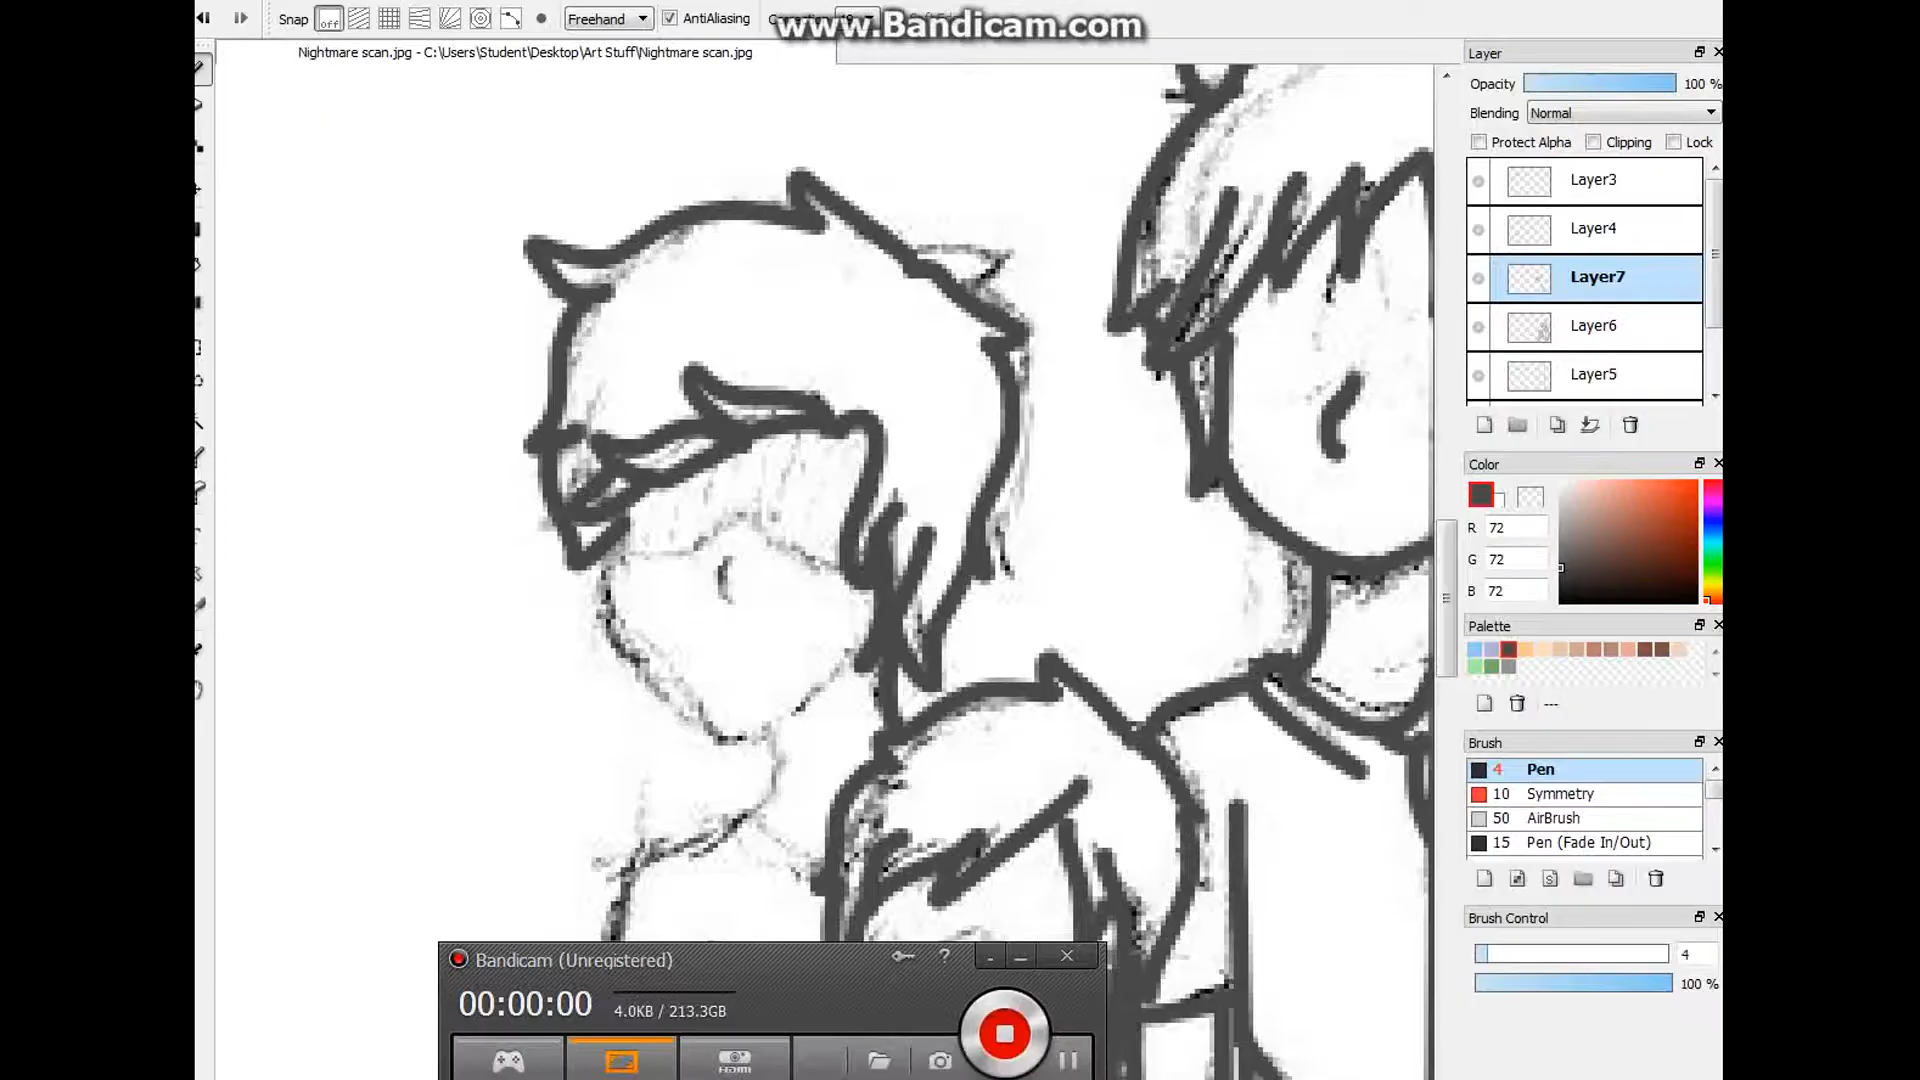 www.Bandicam.com
Snap off Freehand AntiAliasing
Nightmare scan.jpg - C:\Users\Student\Desktop\Art Stuff\Nightmare scan.jpg
Layer
Opacity 100 %
Blending Normal
Protect Alpha Clipping Lock
Layer3
Layer4
Layer7
Layer6
Layer5
Color
R 72
G 72
B 72
Palette
---
Brush
4 Pen
10 Symmetry
50 AirBrush
15 Pen (Fade In/Out)
Brush Control
4
100 %
Bandicam (Unregistered) ?
00:00:00 4.0KB / 213.3GB
HDMI